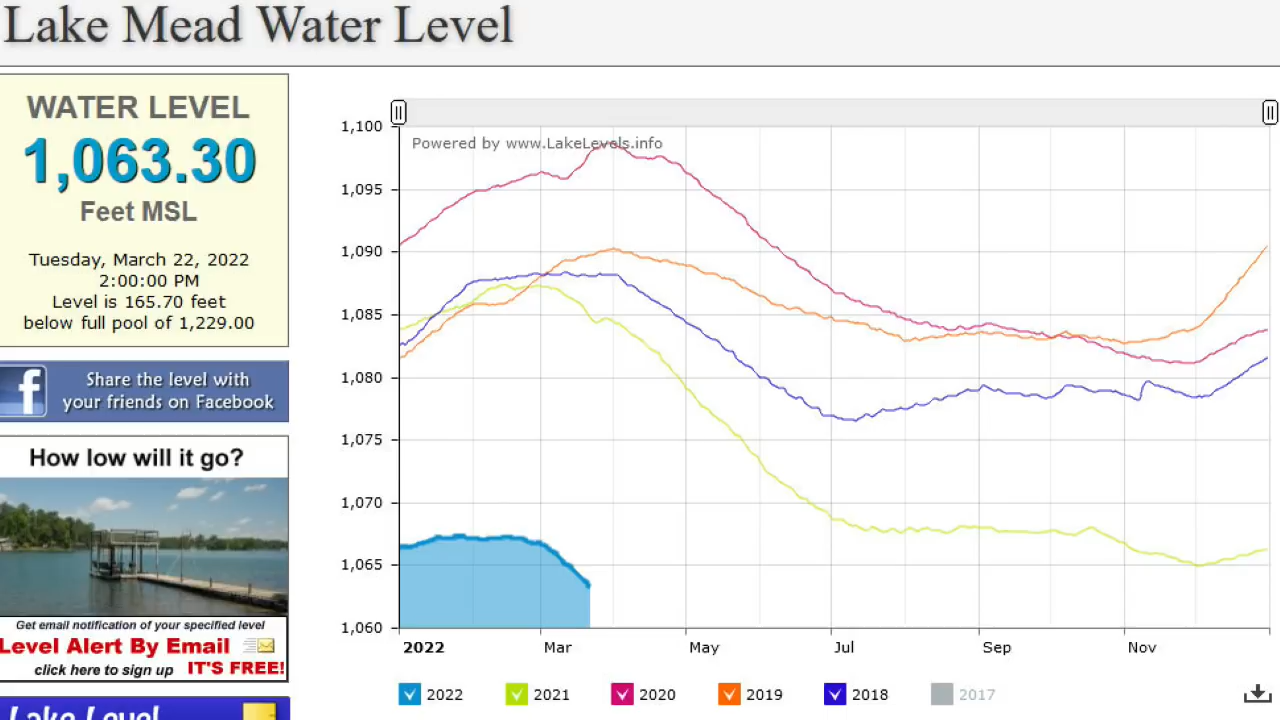 Lake Mead Water Level
WATER LEVEL
1,063.30
Feet MSL
Tuesday, March 22, 2022
2:00:00 PM
Level is 165.70 feet
below full pool of 1,229.00
f
Share the level with
your friends on Facebook
How low will it go?
Get email notification of your specified level
Level Alert By Email
click here to sign up IT'S FREE!
Lake Level
Powered by www.LakeLevels.info
1,100
1,095
1,090
1,085
1,080
1,075
1,070
1,065
1,060
2022 Mar May Jul Sep Nov
2022 2021 2020 2019 2018 2017